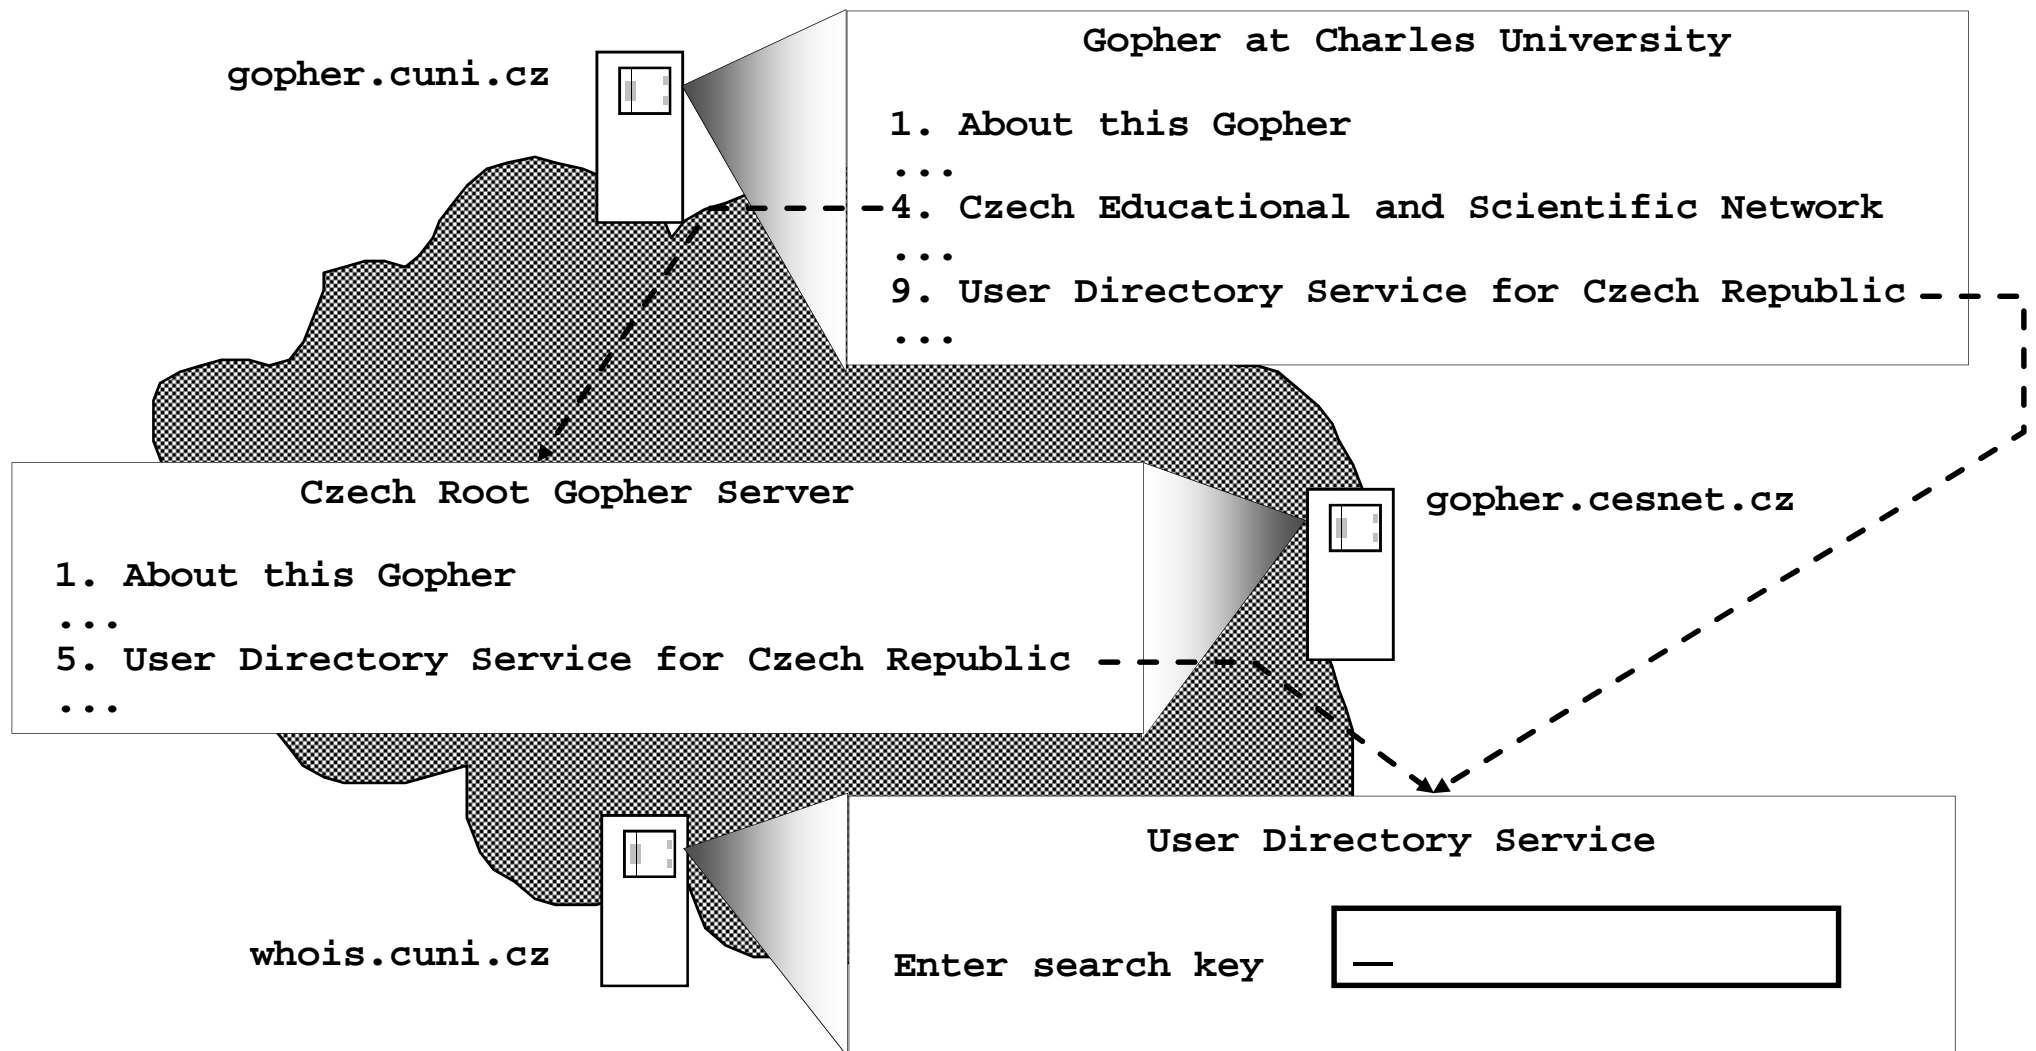 gopher.cuni.cz
Gopher at Charles University
1. About this Gopher
...
4. Czech Educational and Scientific Network
...
9. User Directory Service for Czech Republic
...
Czech Root Gopher Server
1. About this Gopher
...
5. User Directory Service for Czech Republic
...
gopher.cesnet.cz
whois.cuni.cz
User Directory Service
Enter search key